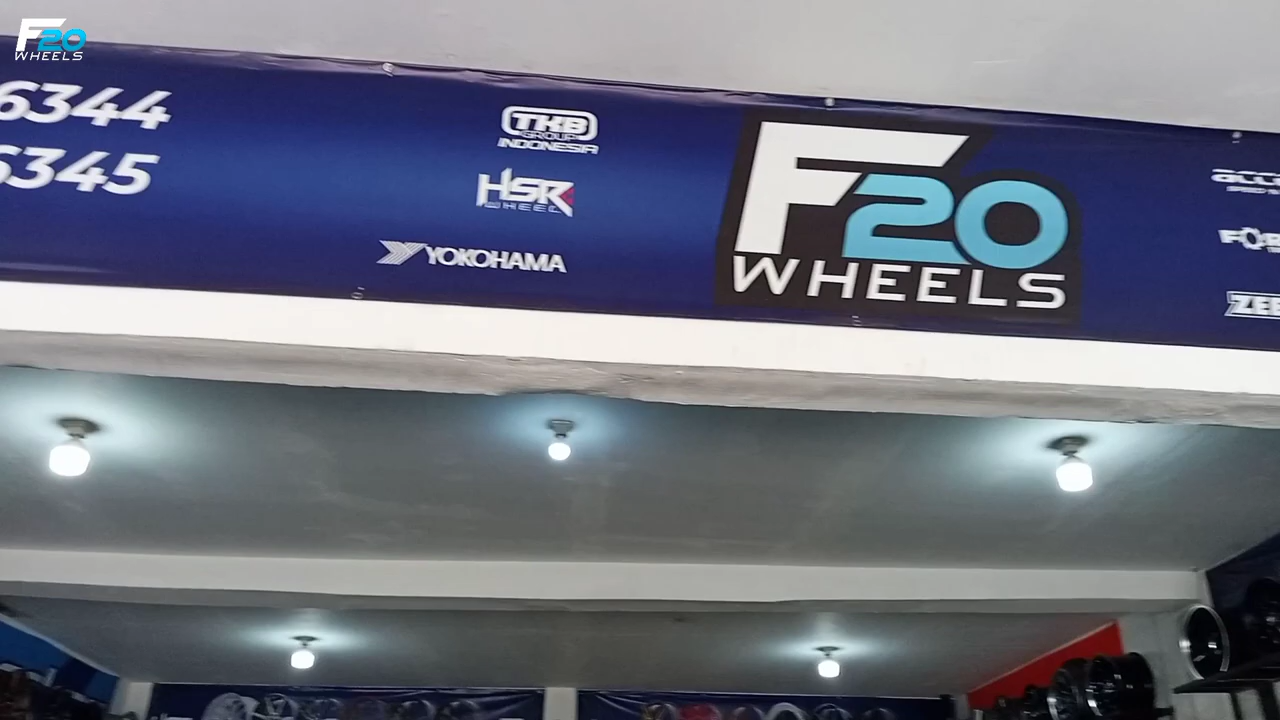 F20
WHEELS
6344
6345
TKB
GROUP
INDONESIA
HSR
WHEEL
YOKOHAMA
F20
WHEELS